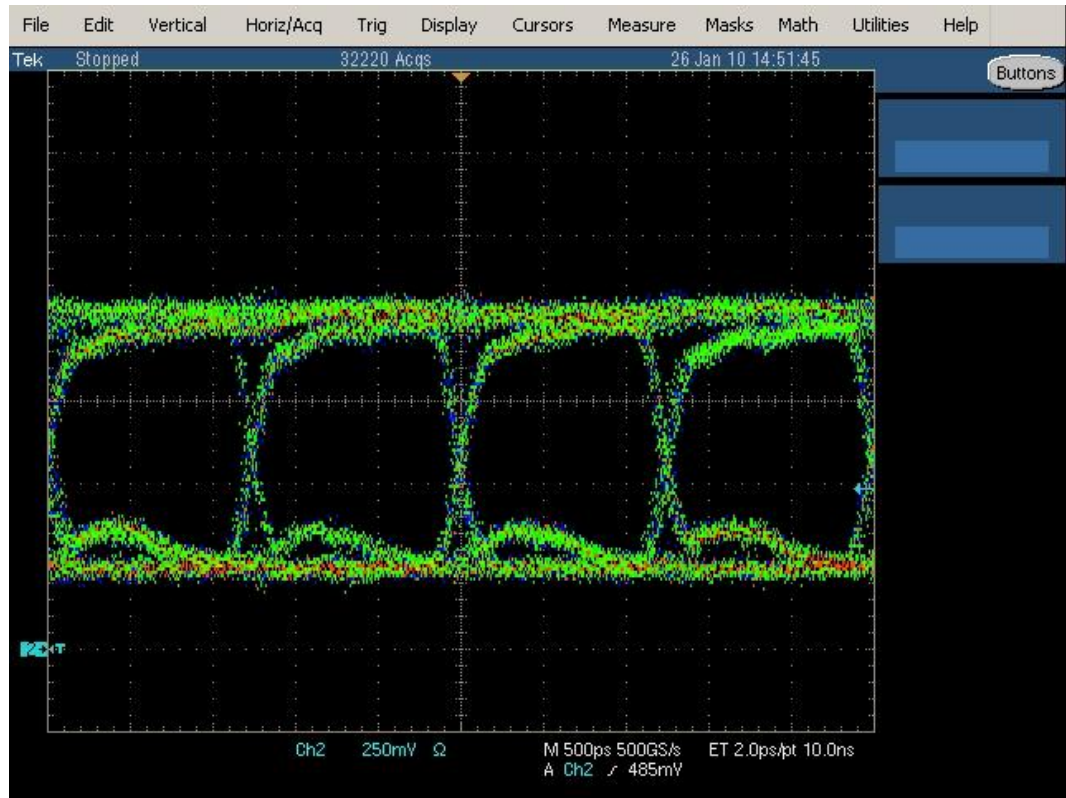 File Edit Vertical Horiz/Acq Trig Display Cursors Measure Masks Math Utilities Help
Tek Stopped 32220 Acqs 26 Jan 10 14:51:45
Buttons
2
T
Ch2 250mV Ω M 500ps 500GS/s ET 2.0ps/pt 10.0ns
A Ch2 485mV